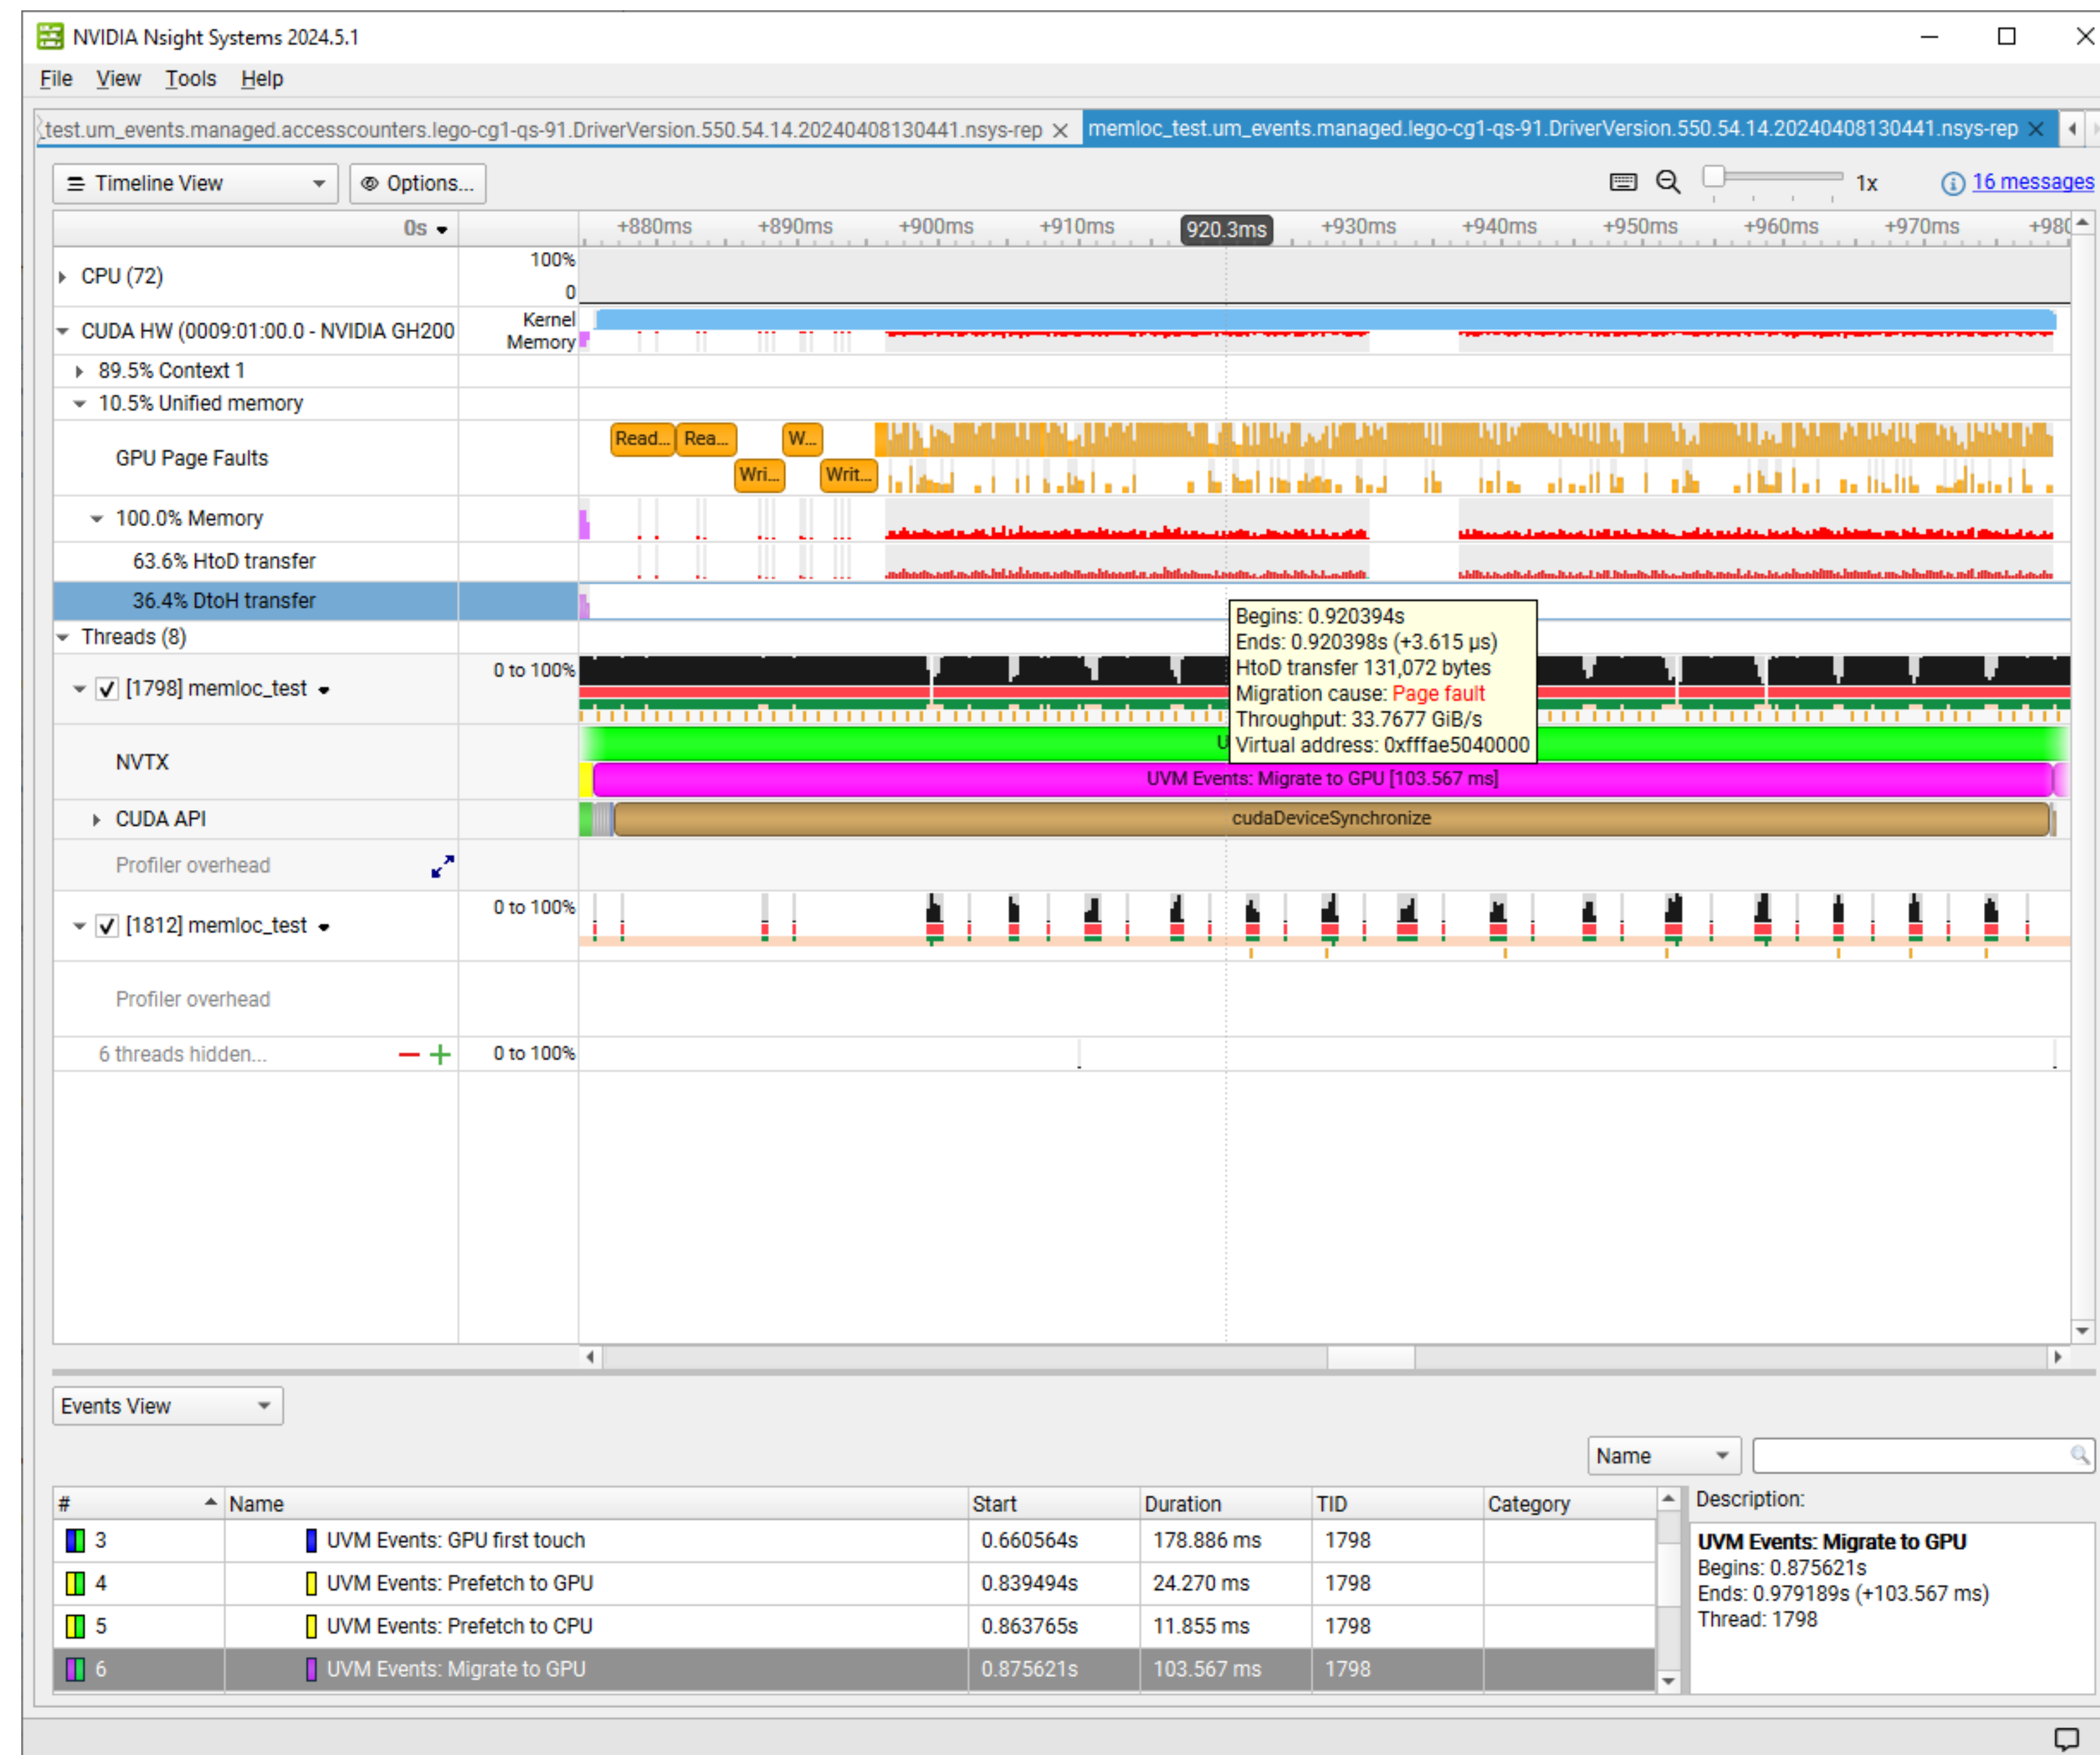 NVIDIA Nsight Systems 2024.5.1
File View Tools Help
test.um_events.managed.accesscounters.lego-cg1-qs-91.DriverVersion.550.54.14.20240408130441.nsys-rep
memloc_test.um_events.managed.lego-cg1-qs-91.DriverVersion.550.54.14.20240408130441.nsys-rep
Timeline View Options... 1x 16 messages
0s +880ms +890ms +900ms +910ms 920.3ms +930ms +940ms +950ms +960ms +970ms +980
CPU (72) 100%
0
CUDA HW (0009:01:00.0 - NVIDIA GH200 Kernel
Memory
89.5% Context 1
10.5% Unified memory
GPU Page Faults Read... Rea... W...
Wri... Writ...
100.0% Memory
63.6% HtoD transfer
36.4% DtoH transfer
Begins: 0.920394s
Ends: 0.920398s (+3.615 μs)
HtoD transfer 131,072 bytes
Migration cause: Page fault
Throughput: 33.7677 GiB/s
Virtual address: 0xfffae5040000
Threads (8)
[1798] memloc_test 0 to 100%
NVTX U
UVM Events: Migrate to GPU [103.567 ms]
CUDA API cudaDeviceSynchronize
Profiler overhead
[1812] memloc_test 0 to 100%
Profiler overhead
6 threads hidden... 0 to 100%
Events View
Name
# Name Start Duration TID Category
3 UVM Events: GPU first touch 0.660564s 178.886 ms 1798
4 UVM Events: Prefetch to GPU 0.839494s 24.270 ms 1798
5 UVM Events: Prefetch to CPU 0.863765s 11.855 ms 1798
6 UVM Events: Migrate to GPU 0.875621s 103.567 ms 1798
Description:
UVM Events: Migrate to GPU
Begins: 0.875621s
Ends: 0.979189s (+103.567 ms)
Thread: 1798